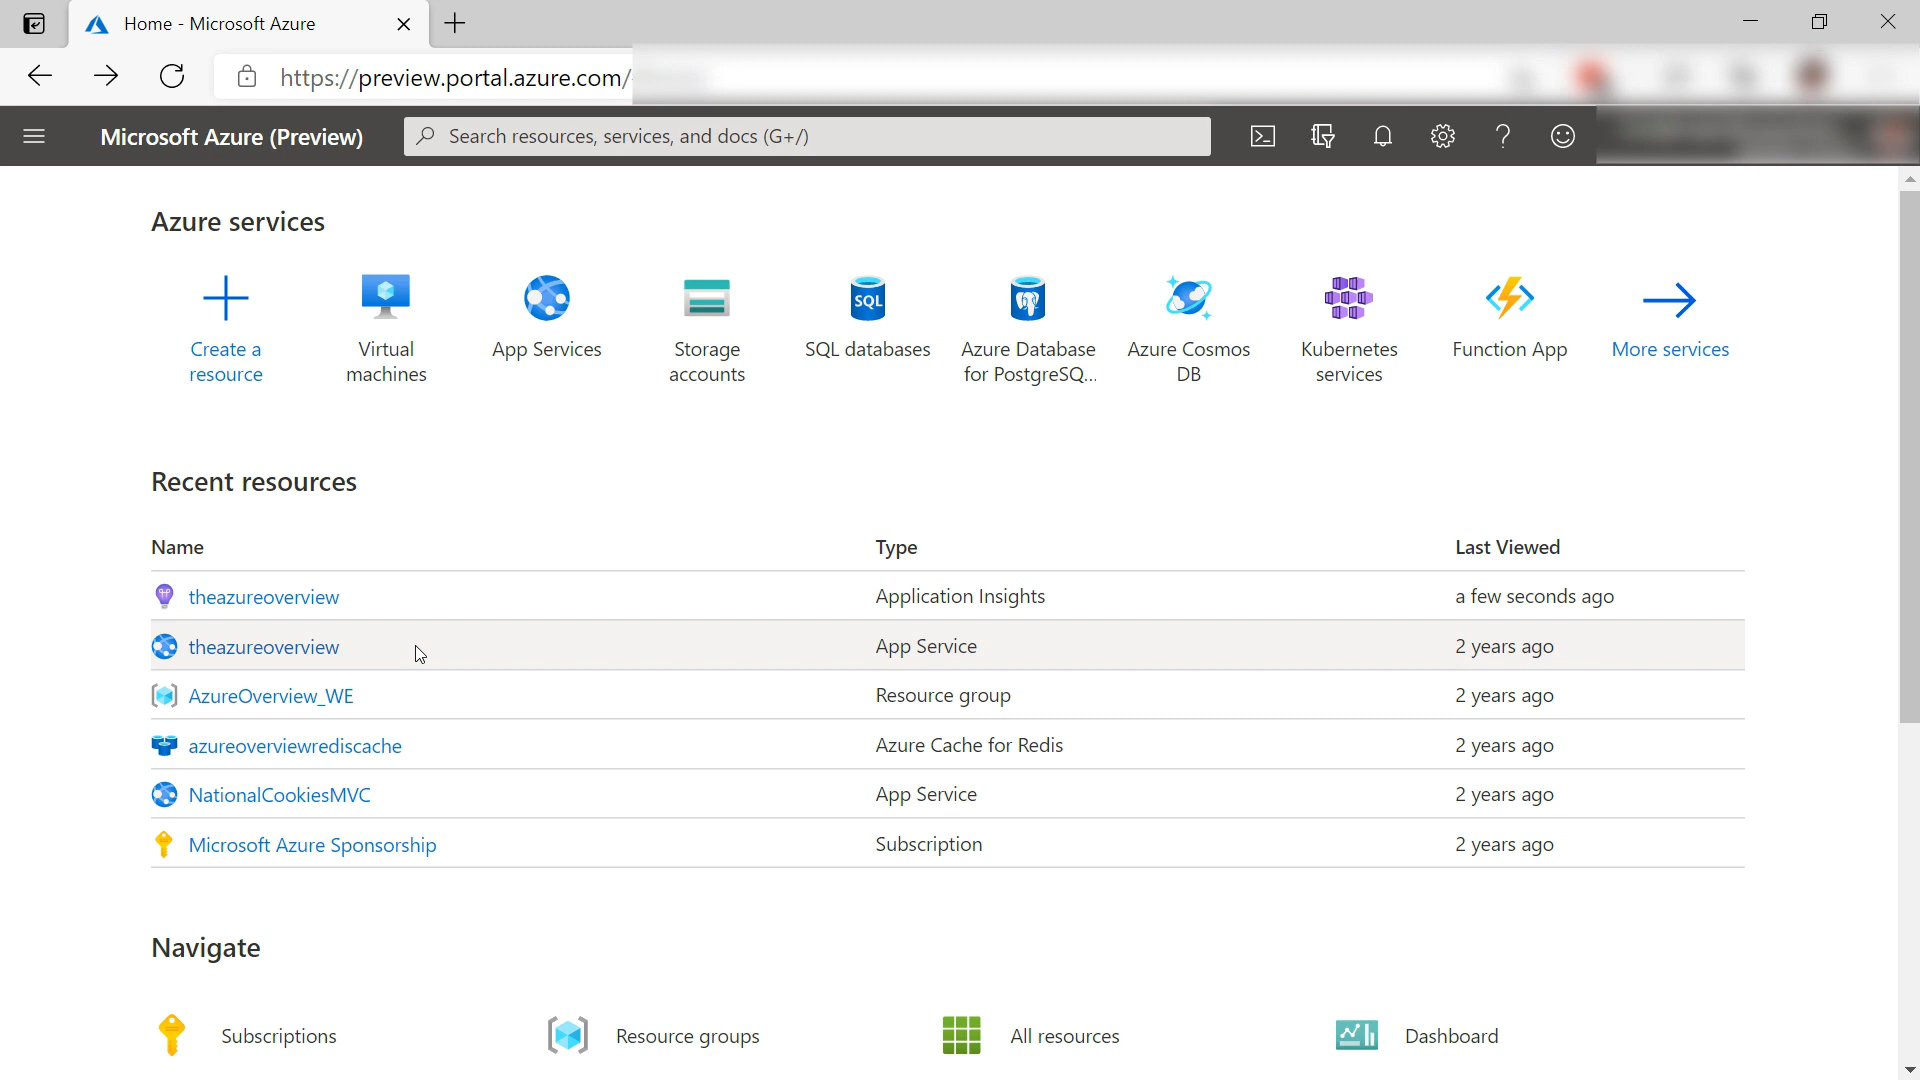 Home - Microsoft Azure
https://preview.portal.azure.com/
Microsoft Azure (Preview)
Search resources, services, and docs (G+/)
Azure services
Create a
resource
Virtual
machines
App Services
Storage
accounts
SQL
SQL databases
Azure Database
for PostgreSQ...
Azure Cosmos
DB
Kubernetes
services
Function App
More services
Recent resources
Name Type Last Viewed
theazureoverview Application Insights a few seconds ago
theazureoverview App Service 2 years ago
AzureOverview_WE Resource group 2 years ago
azureoverviewrediscache Azure Cache for Redis 2 years ago
NationalCookiesMVC App Service 2 years ago
Microsoft Azure Sponsorship Subscription 2 years ago
Navigate
Subscriptions Resource groups All resources Dashboard